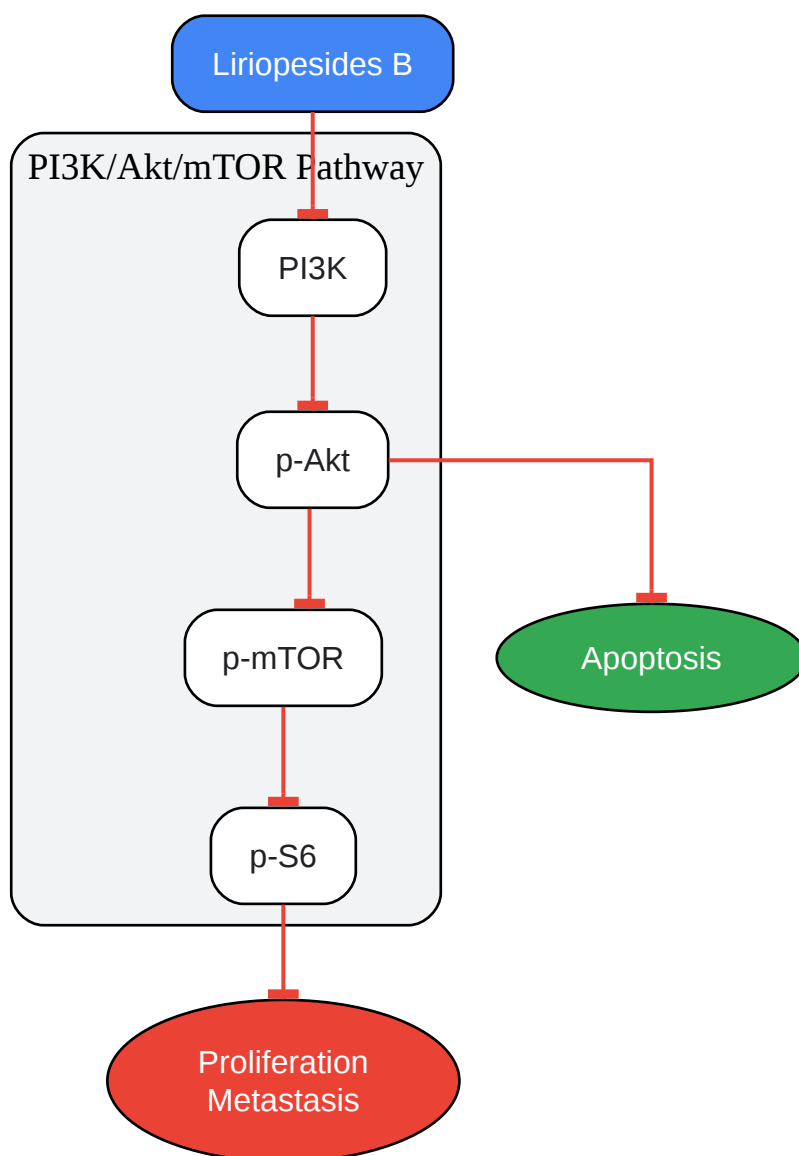 Liriopesides B
PI3K/Akt/mTOR Pathway
PI3K
p-Akt
p-mTOR
Apoptosis
p-S6
Proliferation
Metastasis